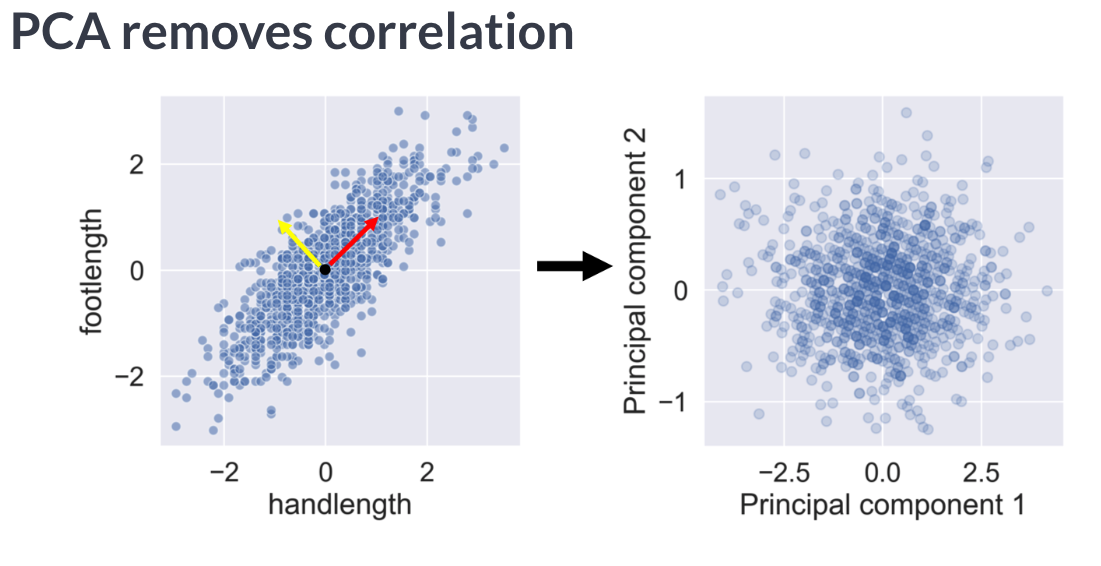 PCA removes correlation
footlength
2
0
−2
−2
0
2
handlength
Principal component 2
1
0
−1
−2.5
0.0
2.5
Principal component 1